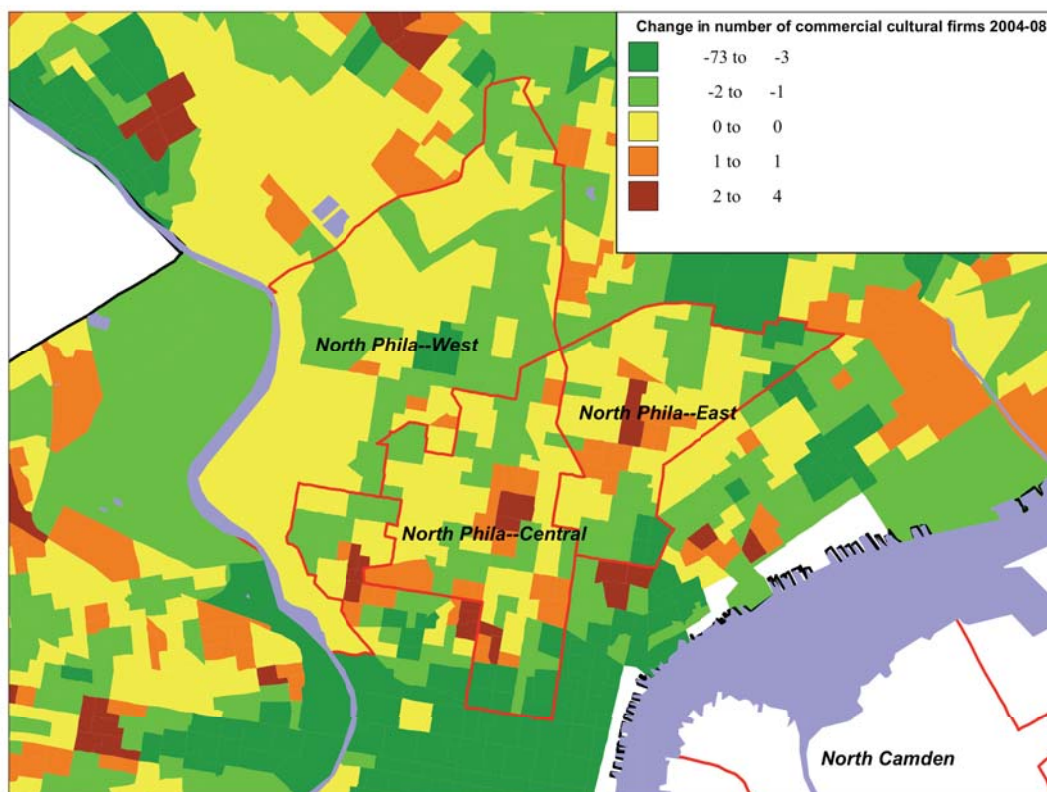 Change in number of commercial cultural firms 2004-08
-73 to -3
-2 to -1
0 to 0
1 to 1
2 to 4
North Phila--West
North Phila--East
North Phila--Central
North Camden